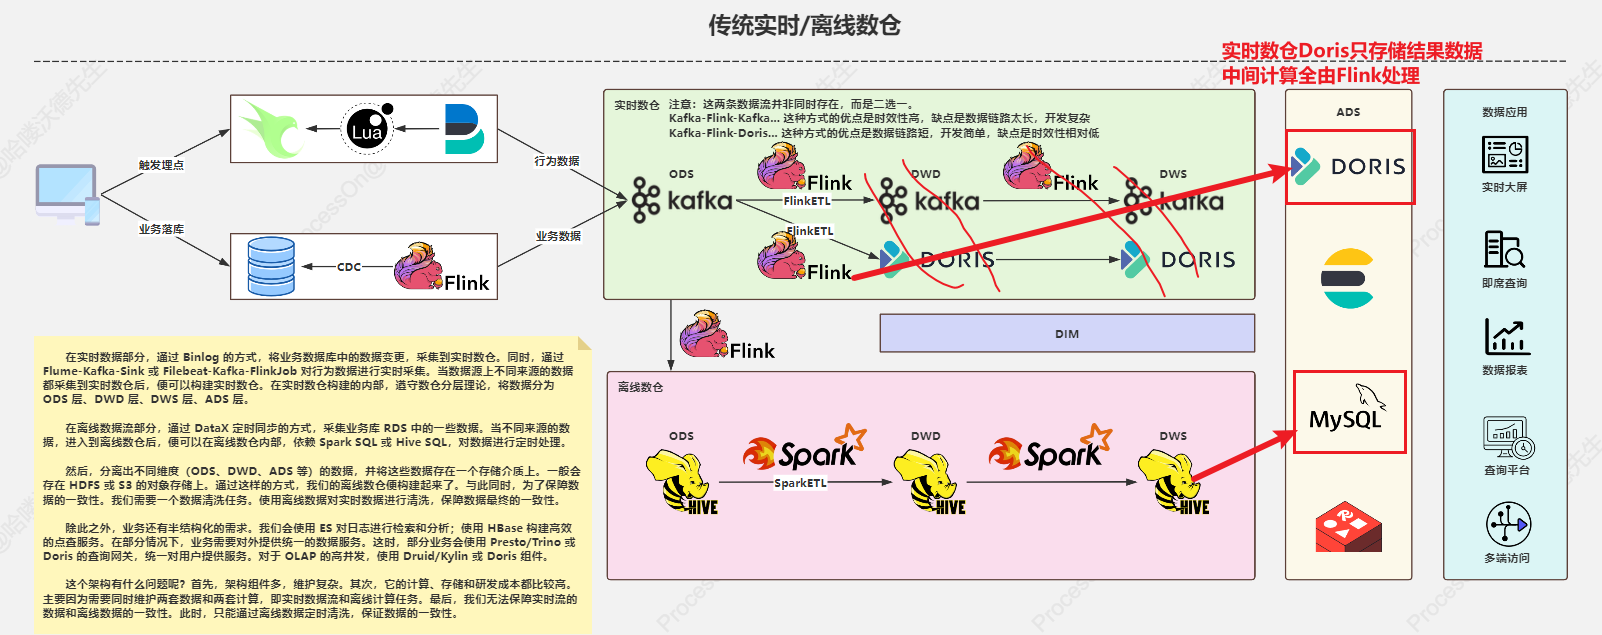 传统实时/离线数仓
实时数仓Doris只存储结果数据
中间计算全由Flink处理
触发埋点
业务落库
Lua
CDC
Flink
行为数据
业务数据
实时数仓
注意：这两条数据流并非同时存在，而是二选一。
Kafka-Flink-Kafka... 这种方式的优点是时效性高，缺点是数据链路太长，开发复杂
Kafka-Flink-Doris... 这种方式的优点是数据链路短，开发简单，缺点是时效性相对低
ODS
kafka
Flink
FlinkETL
DWD
kafka
Flink
DWS
kafka
FlinkETL
Flink
DORIS
DORIS
Flink
DIM
离线数仓
ODS
HIVE
Spark
SparkETL
DWD
HIVE
Spark
DWS
HIVE
ADS
DORIS
MySQL
数据应用
实时大屏
即席查询
数据报表
查询平台
多端访问
在实时数据部分，通过 Binlog 的方式，将业务数据库中的数据变更，采集到实时数仓。同时，通过
Flume-Kafka-Sink 或 Filebeat-Kafka-FlinkJob 对行为数据进行实时采集。当数据源上不同来源的数据
都采集到实时数仓后，便可以构建实时数仓。在实时数仓构建的内部，遵守数仓分层理论，将数据分为
ODS 层、DWD 层、DWS 层、ADS 层。
在离线数据流部分，通过 DataX 定时同步的方式，采集业务库 RDS 中的一些数据。当不同来源的数
据，进入到离线数仓后，便可以在离线数仓内部，依赖 Spark SQL 或 Hive SQL，对数据进行定时处理。
然后，分离出不同维度（ODS、DWD、ADS 等）的数据，并将这些数据存在一个存储介质上。一般会
存在 HDFS 或 S3 的对象存储上。通过这样的方式，我们的离线数仓便构建起来了。与此同时，为了保障数
据的一致性。我们需要一个数据清洗任务。使用离线数据对实时数据进行清洗，保障数据最终的一致性。
除此之外，业务还有半结构化的需求。我们会使用 ES 对日志进行检索和分析；使用 HBase 构建高效
的点查服务。在部分情况下，业务需要对外提供统一的数据服务。这时，部分业务会使用 Presto/Trino 或
Doris 的查询网关，统一对用户提供服务。对于 OLAP 的高并发，使用 Druid/Kylin 或 Doris 组件。
这个架构有什么问题呢？首先，架构组件多，维护复杂。其次，它的计算、存储和研发成本都比较高。
主要因为需要同时维护两套数据和两套计算，即实时数据流和离线计算任务。最后，我们无法保障实时流的
数据和离线数据的一致性。此时，只能通过离线数据定时清洗，保证数据的一致性。
@哈喽沃德先生
ProcessOn@